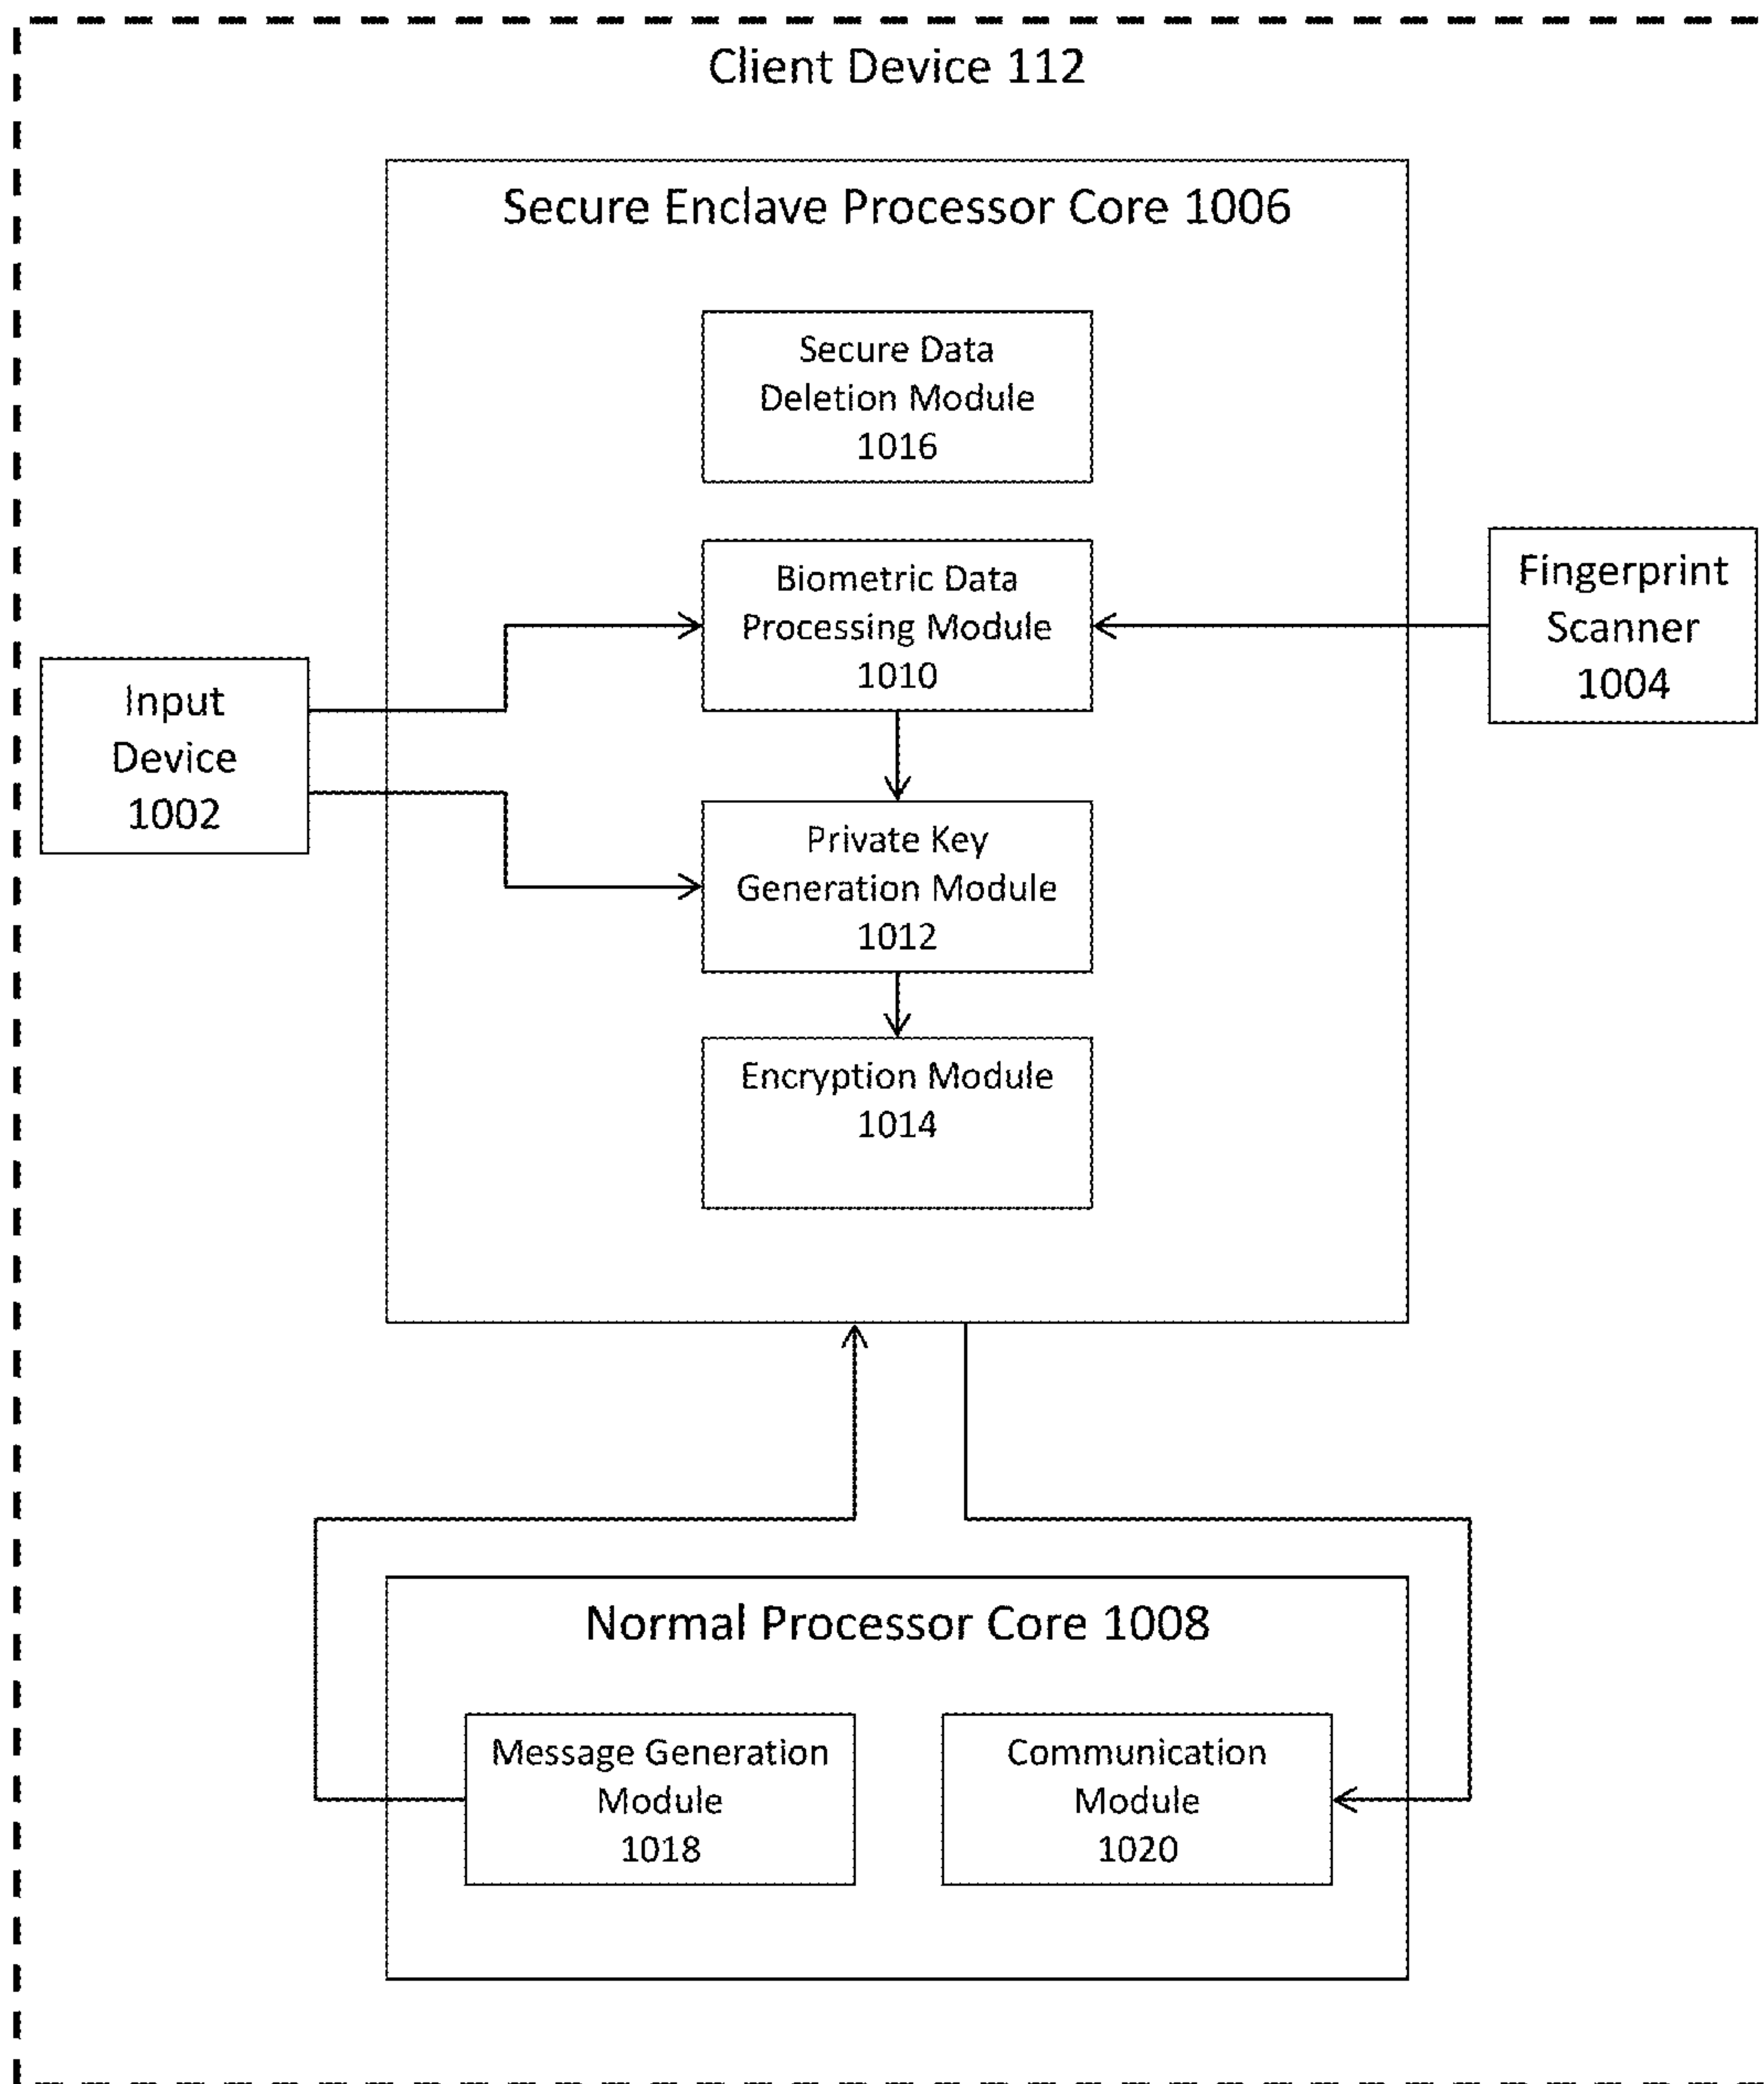 Client Device 112
Secure Enclave Processor Core 1006
Secure Data
Deletion Module
1016
Biometric Data
Processing Module
1010
Fingerprint
Scanner
1004
Input
Device
1002
Private Key
Generation Module
1012
Encryption Module
1014
Normal Processor Core 1008
Message Generation
Module
1018
Communication
Module
1020